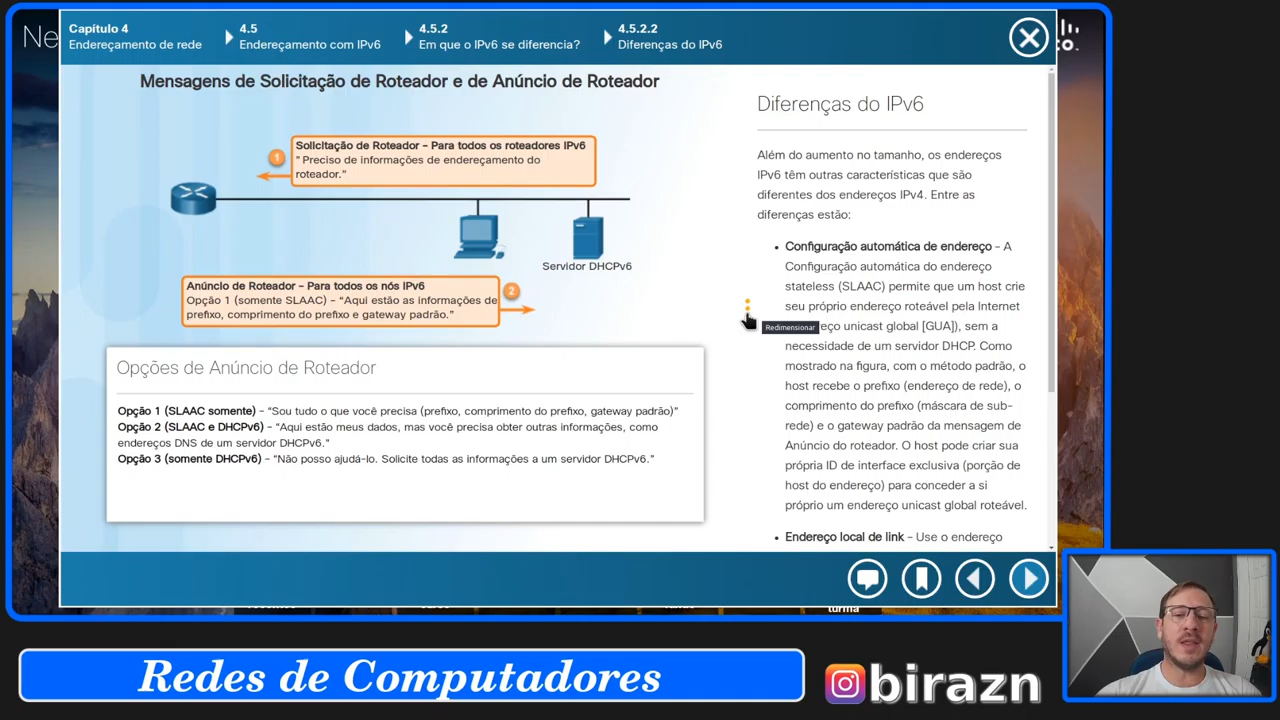 Ne
Capítulo 4
Endereçamento de rede
4.5
Endereçamento com IPv6
4.5.2
Em que o IPv6 se diferencia?
4.5.2.2
Diferenças do IPv6
Mensagens de Solicitação de Roteador e de Anúncio de Roteador
1
Solicitação de Roteador - Para todos os roteadores IPv6
" Preciso de informações de endereçamento do
roteador."
Servidor DHCPv6
Anúncio de Roteador - Para todos os nós IPv6
Opção 1 (somente SLAAC) - “Aqui estão as informações de
prefixo, comprimento do prefixo e gateway padrão.”
2
Opções de Anúncio de Roteador
Opção 1 (SLAAC somente) - “Sou tudo o que você precisa (prefixo, comprimento do prefixo, gateway padrão)”
Opção 2 (SLAAC e DHCPv6) - “Aqui estão meus dados, mas você precisa obter outras informações, como
endereços DNS de um servidor DHCPv6.”
Opção 3 (somente DHCPv6) - “Não posso ajudá-lo. Solicite todas as informações a um servidor DHCPv6.”
Diferenças do IPv6
Além do aumento no tamanho, os endereços
IPv6 têm outras características que são
diferentes dos endereços IPv4. Entre as
diferenças estão:
• Configuração automática de endereço - A
Configuração automática do endereço
stateless (SLAAC) permite que um host crie
seu próprio endereço roteável pela Internet
Redimensionar
eço unicast global [GUA]), sem a
necessidade de um servidor DHCP. Como
mostrado na figura, com o método padrão, o
host recebe o prefixo (endereço de rede), o
comprimento do prefixo (máscara de sub-
rede) e o gateway padrão da mensagem de
Anúncio do roteador. O host pode criar sua
própria ID de interface exclusiva (porção de
host do endereço) para conceder a si
próprio um endereço unicast global roteável.
• Endereço local de link - Use o endereço
turma
Redes de Computadores
birazn